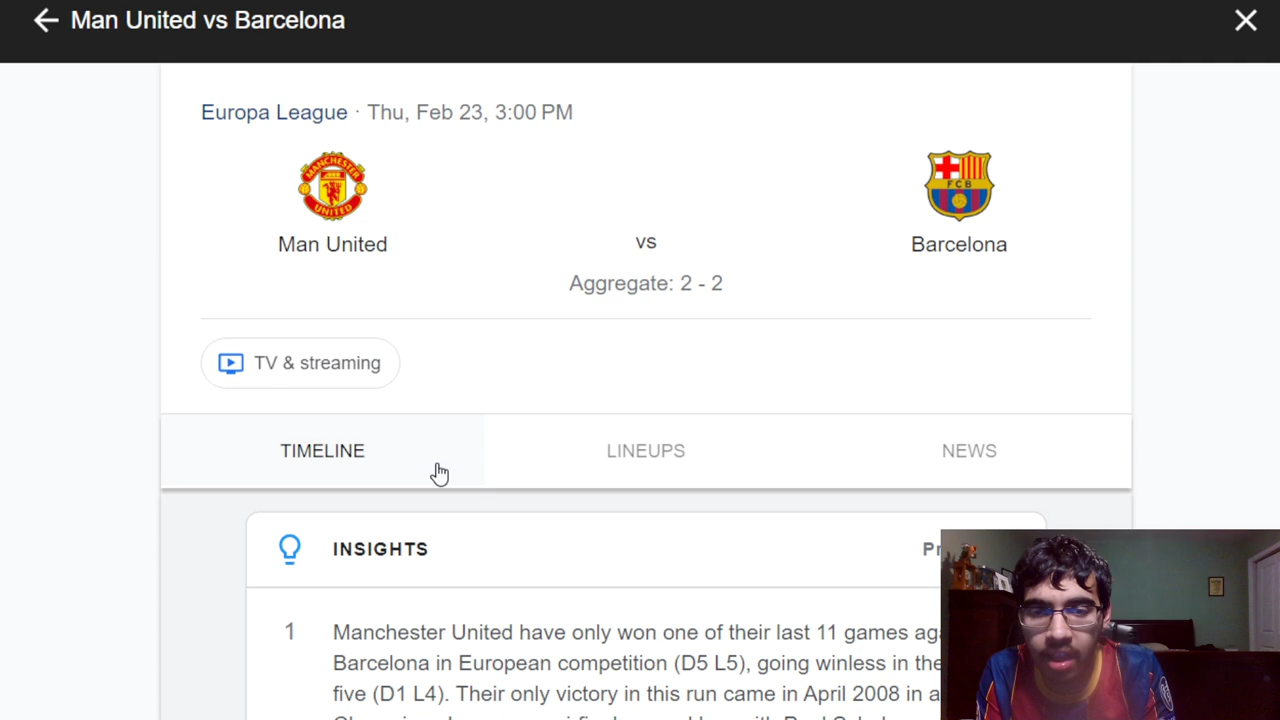 Man United vs Barcelona
Europa League · Thu, Feb 23, 3:00 PM
MANCHESTER
UNITED
FCB
Man United
vs
Barcelona
Aggregate: 2 - 2
TV & streaming
TIMELINE
LINEUPS
NEWS
INSIGHTS
1
Manchester United have only won one of their last 11 games
Barcelona in European competition (D5 L5), going winless in the
five (D1 L4). Their only victory in this run came in April 2008 in a